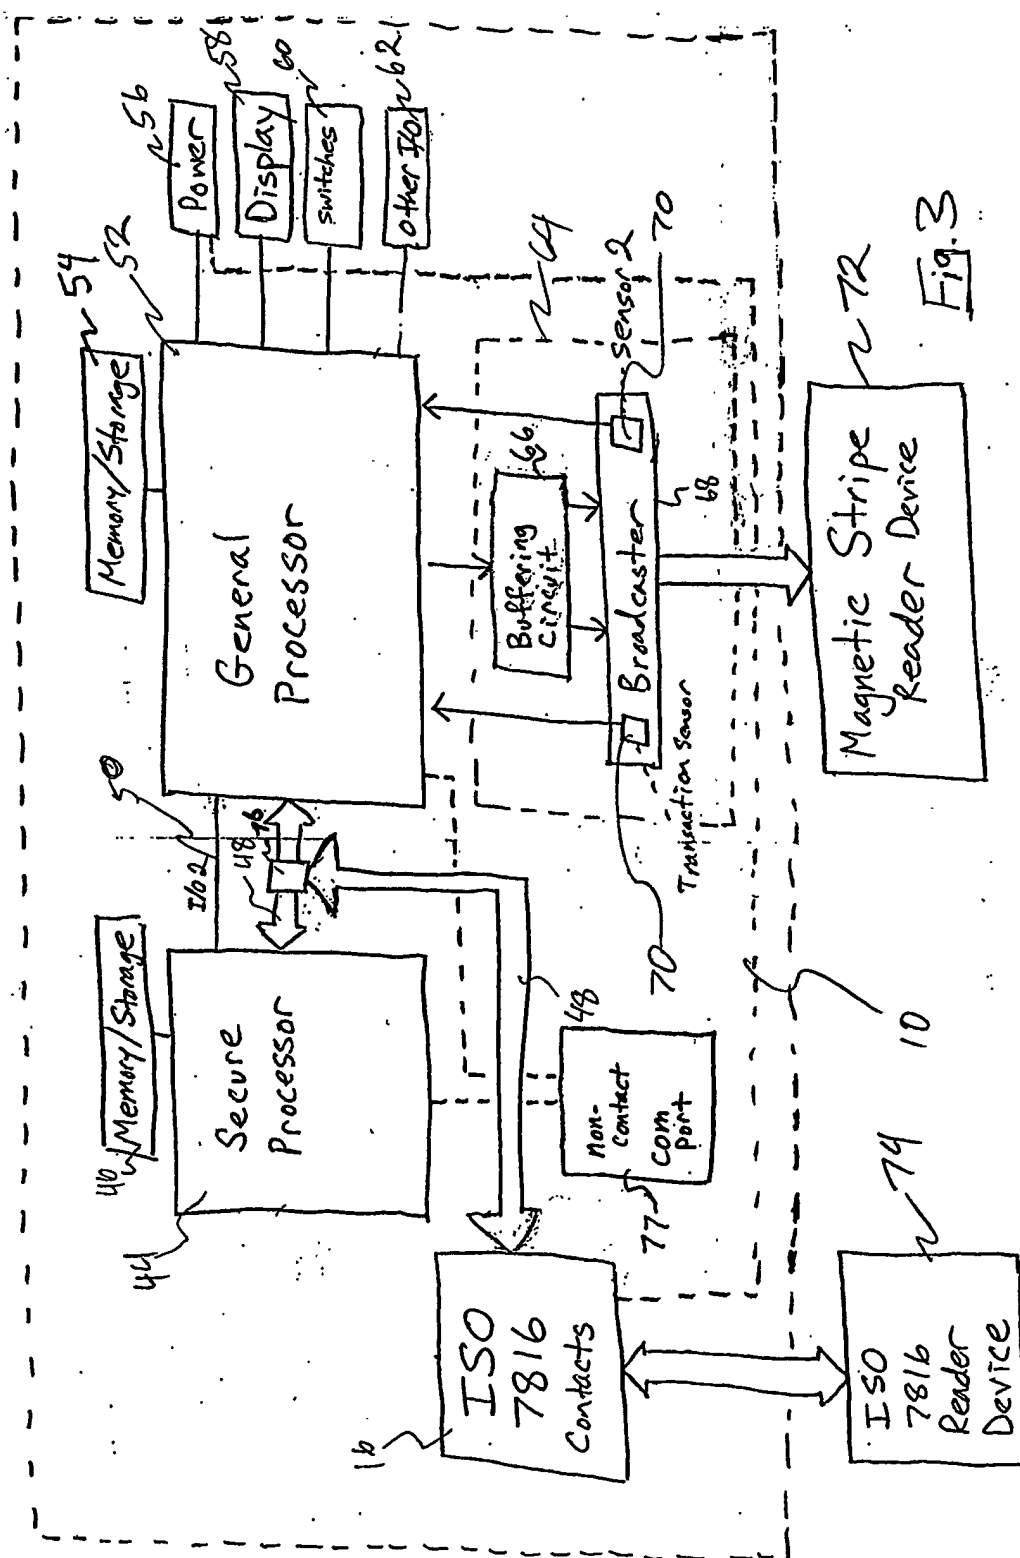 54
Memory/Storage
52
56
Power
58
Display
60
switches
62
other I/O
General
Processor
46
Memory/Storage
44
Secure
Processor
I/O 2
50
48
76
48
66
Buffering
Circuit
64
Broadcaster
68
Sensor 2
70
70
Transaction Sensor
Non-
Contact
Com
port
77
16
ISO
7816
Contacts
10
74
ISO
7816
Reader
Device
72
Magnetic Stripe
Reader Device
Fig. 3